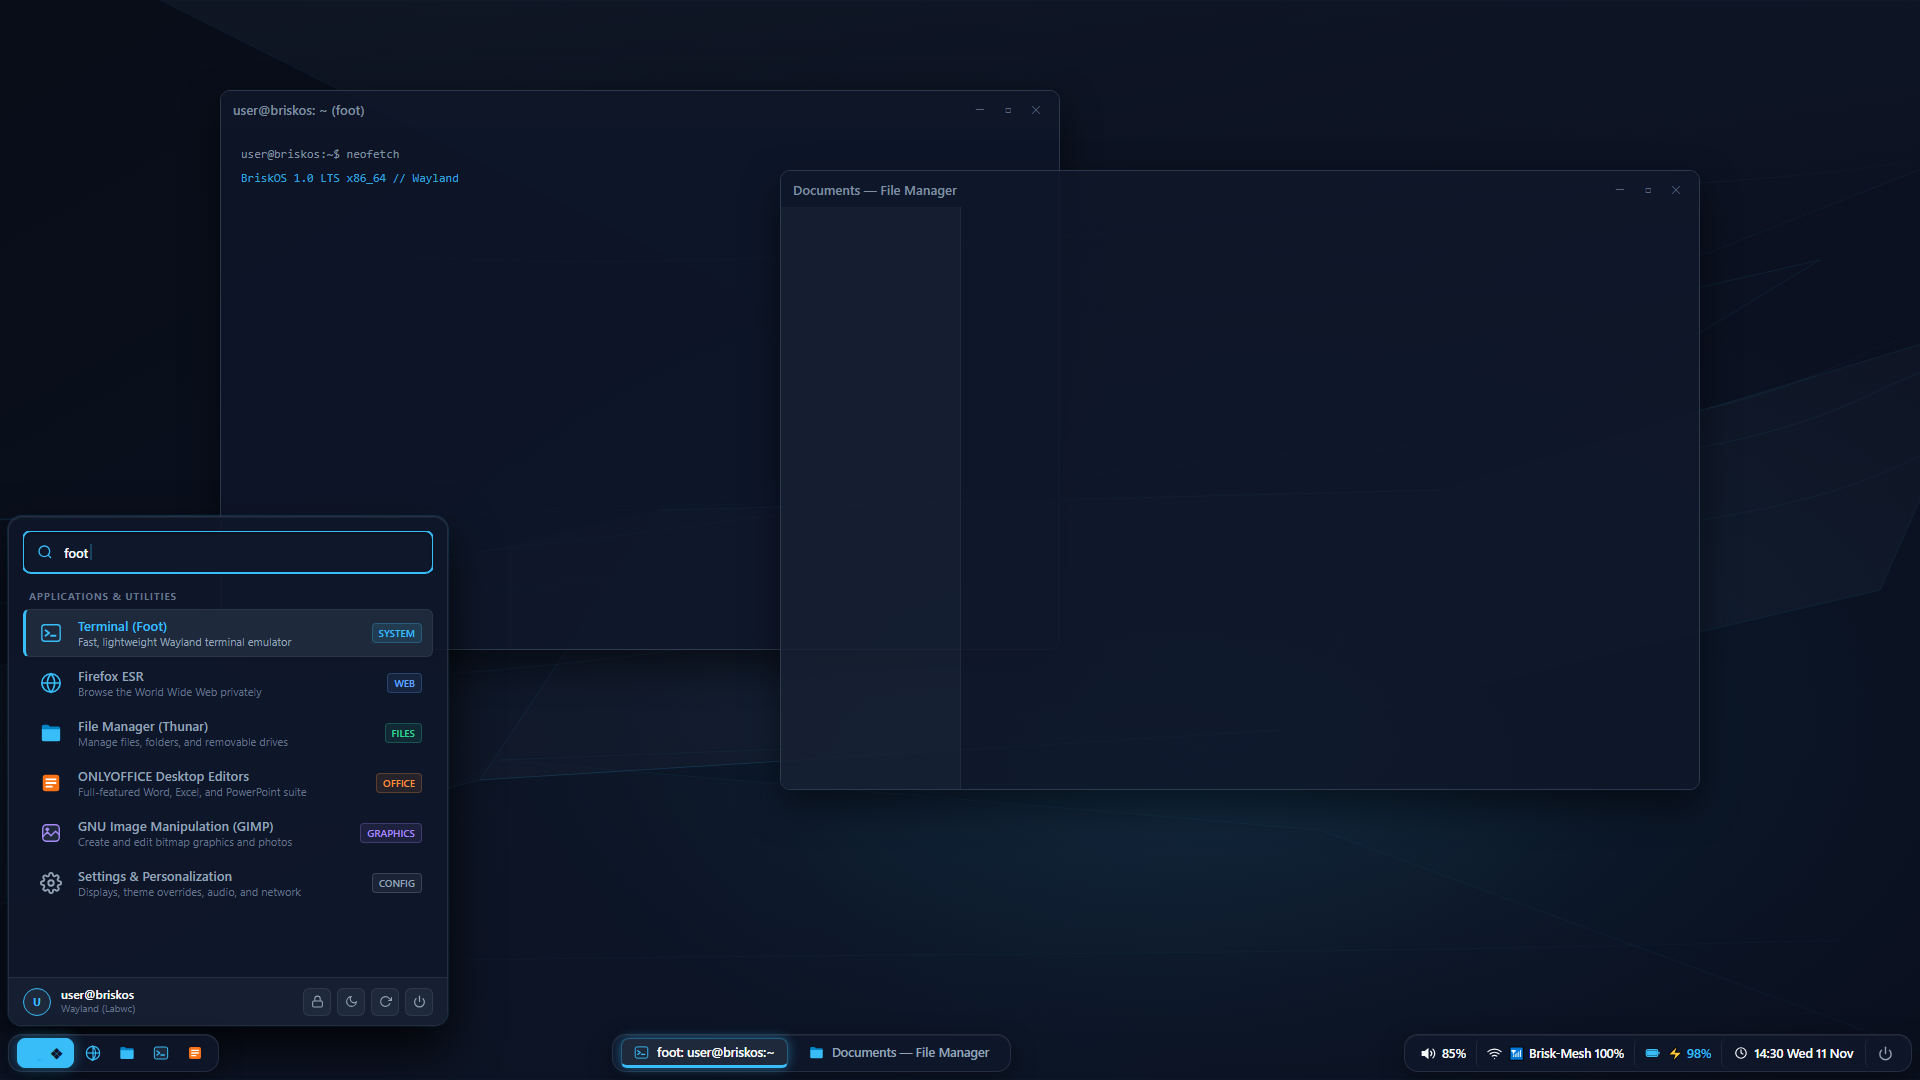 user@briskos: ~ (foot)
user@briskos:~$ neofetch
BriskOS 1.0 LTS x86_64 // Wayland
Documents — File Manager
foot
APPLICATIONS & UTILITIES
Terminal (Foot)
Fast, lightweight Wayland terminal emulator
SYSTEM
Firefox ESR
Browse the World Wide Web privately
WEB
File Manager (Thunar)
Manage files, folders, and removable drives
FILES
ONLYOFFICE Desktop Editors
Full-featured Word, Excel, and PowerPoint suite
OFFICE
GNU Image Manipulation (GIMP)
Create and edit bitmap graphics and photos
GRAPHICS
Settings & Personalization
Displays, theme overrides, audio, and network
CONFIG
U
user@briskos
Wayland (Labwc)
foot: user@briskos:~
Documents — File Manager
85%
Brisk-Mesh 100%
98%
14:30 Wed 11 Nov